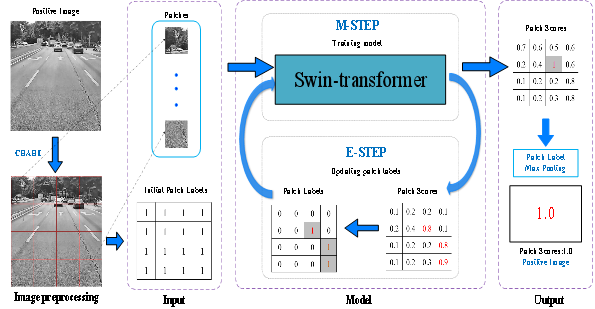 Positive Image
Patches
M-STEP
Training model
Swin-transformer
Patch Scores
0.7 0.6 0.5 0.6
0.2 0.4 1 0.6
0.1 0.2 0.2 0.8
0.1 0.2 0.3 0.8
E-STEP
Updating patch labels
Initial Patch Labels
1 1 1 1
1 1 1 1
1 1 1 1
1 1 1 1
Patch Labels
0 0 0 0
0 0 1 0
0 0 0 1
0 0 0 1
Patch Scores
0.1 0.2 0.2 0.1
0.2 0.4 0.8 0.1
0.1 0.2 0.2 0.8
0.1 0.2 0.3 0.9
Patch Label
Max Pooling
1.0
Patch Scores:1.0
Positive Image
Image preprocessing
Input
Model
Output